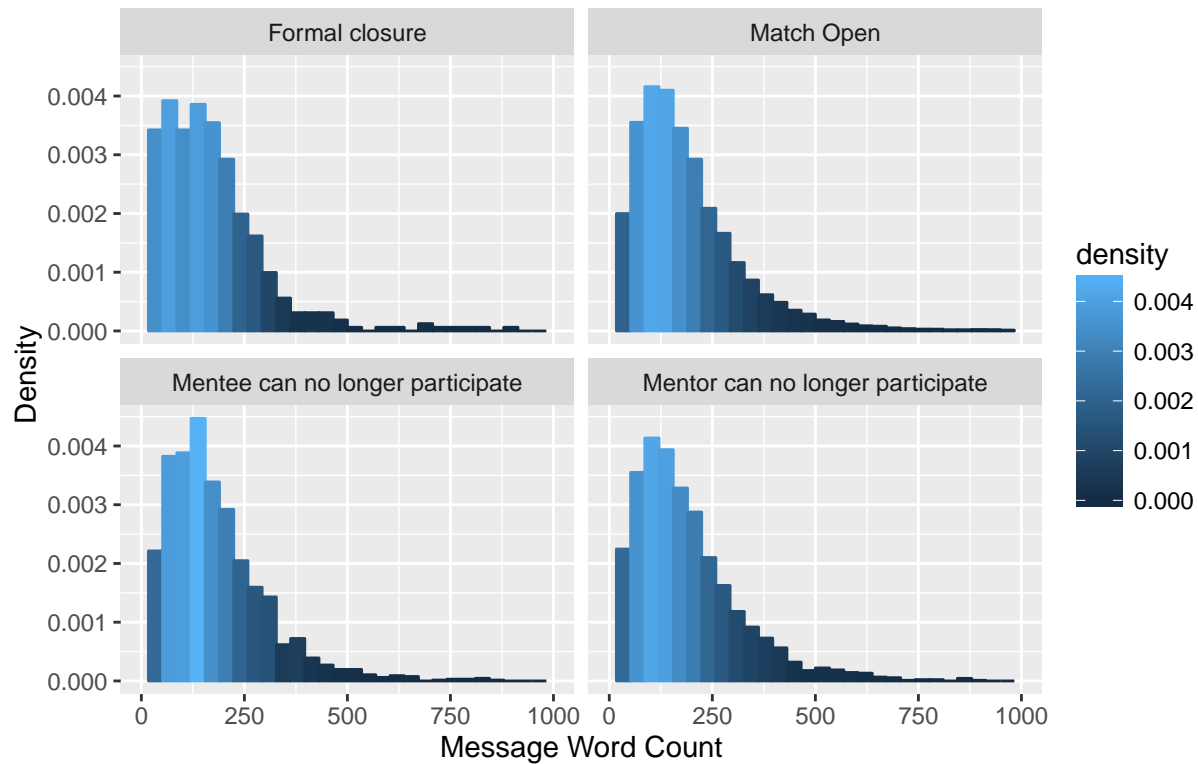 Formal closure
Match Open
0.004
0.003
0.002
0.001
0.000
Mentee can no longer participate
Mentor can no longer participate
0.004
0.003
0.002
0.001
0.000
0 250 500 750 1000
0 250 500 750 1000
Message Word Count
Density
density
0.004
0.003
0.002
0.001
0.000